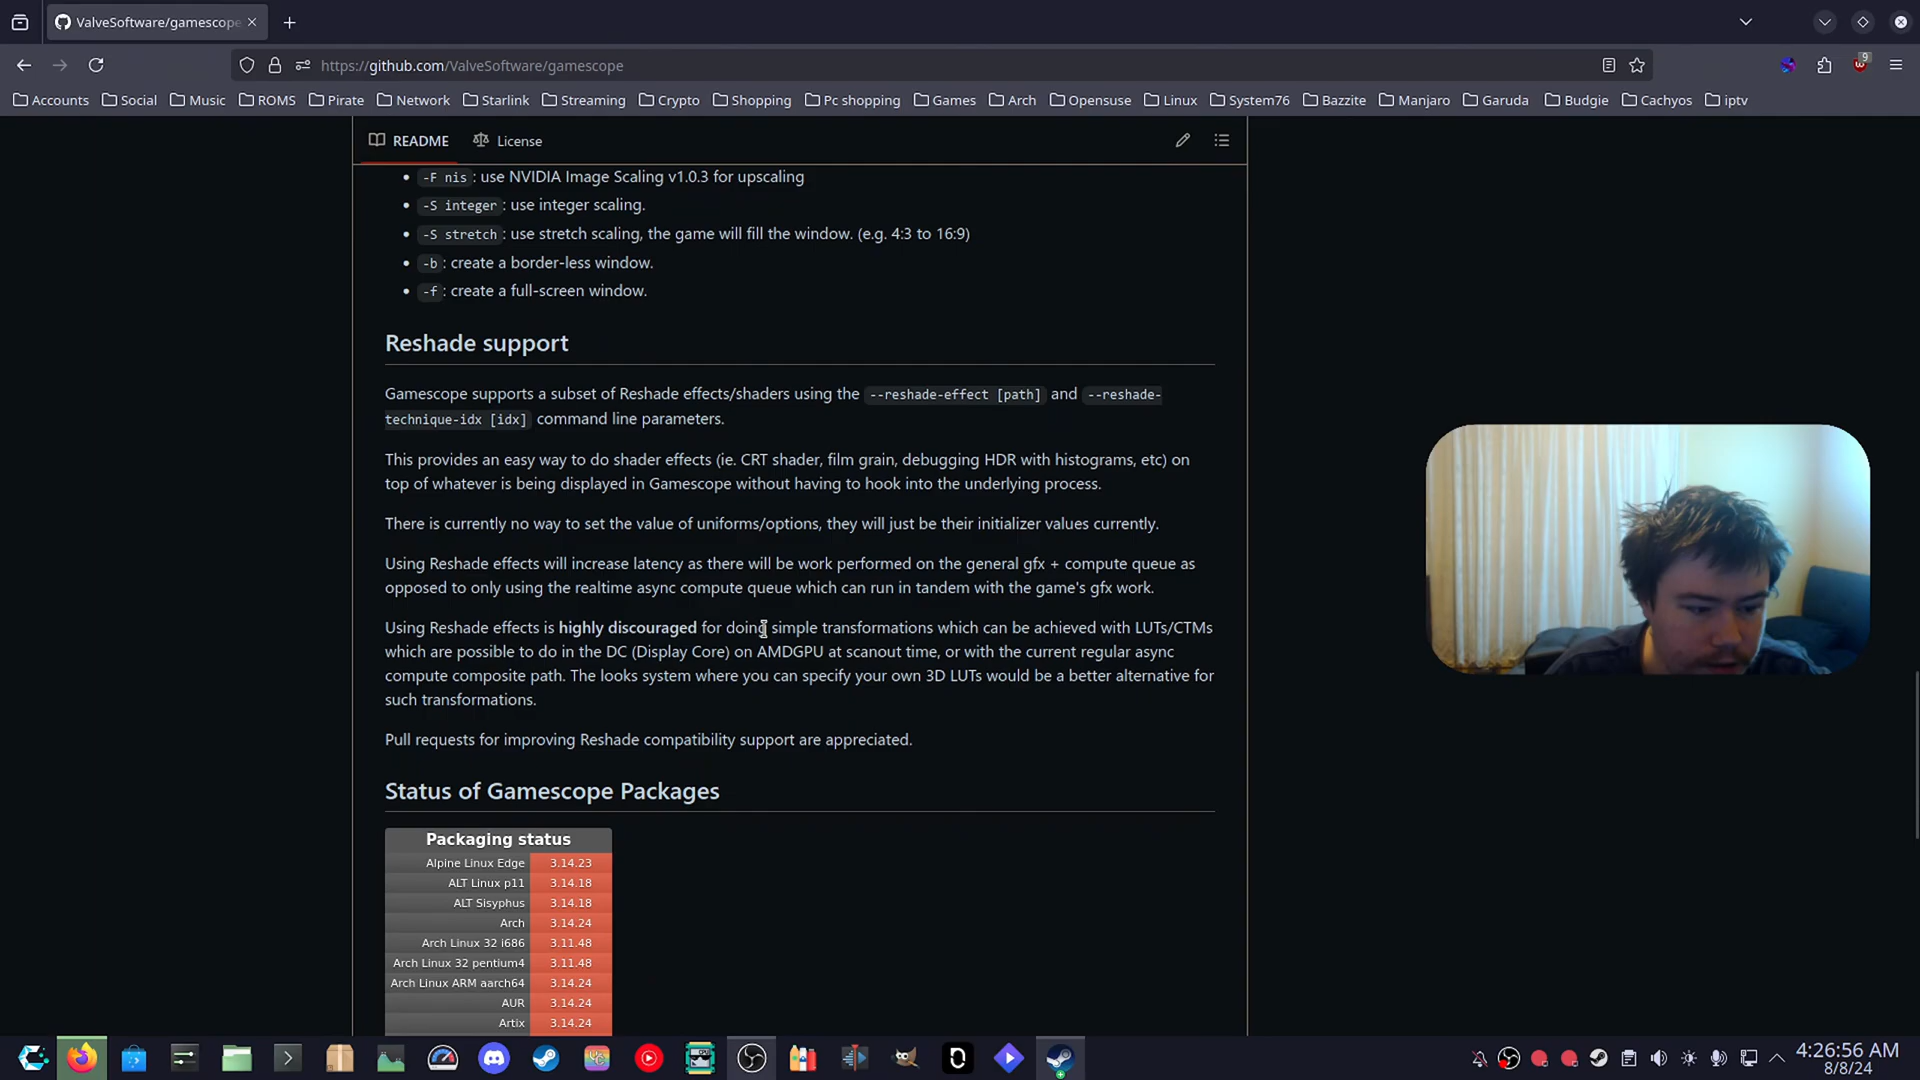 ValveSoftware/gamescope
https://github.com/ValveSoftware/gamescope
9
Accounts Social Music ROMS Pirate Network Starlink Streaming Crypto Shopping Pc shopping Games Arch Opensuse Linux System76 Bazzite Manjaro Garuda Budgie Cachyos iptv
README License
-F nis: use NVIDIA Image Scaling v1.0.3 for upscaling
-S integer: use integer scaling.
-S stretch: use stretch scaling, the game will fill the window. (e.g. 4:3 to 16:9)
-b: create a border-less window.
-f: create a full-screen window.
Reshade support
Gamescope supports a subset of Reshade effects/shaders using the --reshade-effect [path] and --reshade-
technique-idx [idx] command line parameters.
This provides an easy way to do shader effects (ie. CRT shader, film grain, debugging HDR with histograms, etc) on
top of whatever is being displayed in Gamescope without having to hook into the underlying process.
There is currently no way to set the value of uniforms/options, they will just be their initializer values currently.
Using Reshade effects will increase latency as there will be work performed on the general gfx + compute queue as
opposed to only using the realtime async compute queue which can run in tandem with the game's gfx work.
Using Reshade effects is highly discouraged for doing simple transformations which can be achieved with LUTs/CTMs
which are possible to do in the DC (Display Core) on AMDGPU at scanout time, or with the current regular async
compute composite path. The looks system where you can specify your own 3D LUTs would be a better alternative for
such transformations.
Pull requests for improving Reshade compatibility support are appreciated.
Status of Gamescope Packages
Packaging status
Alpine Linux Edge 3.14.23
ALT Linux p11 3.14.18
ALT Sisyphus 3.14.18
Arch 3.14.24
Arch Linux 32 i686 3.11.48
Arch Linux 32 pentium4 3.11.48
Arch Linux ARM aarch64 3.14.24
AUR 3.14.24
Artix 3.14.24
4:26:56 AM
8/8/24